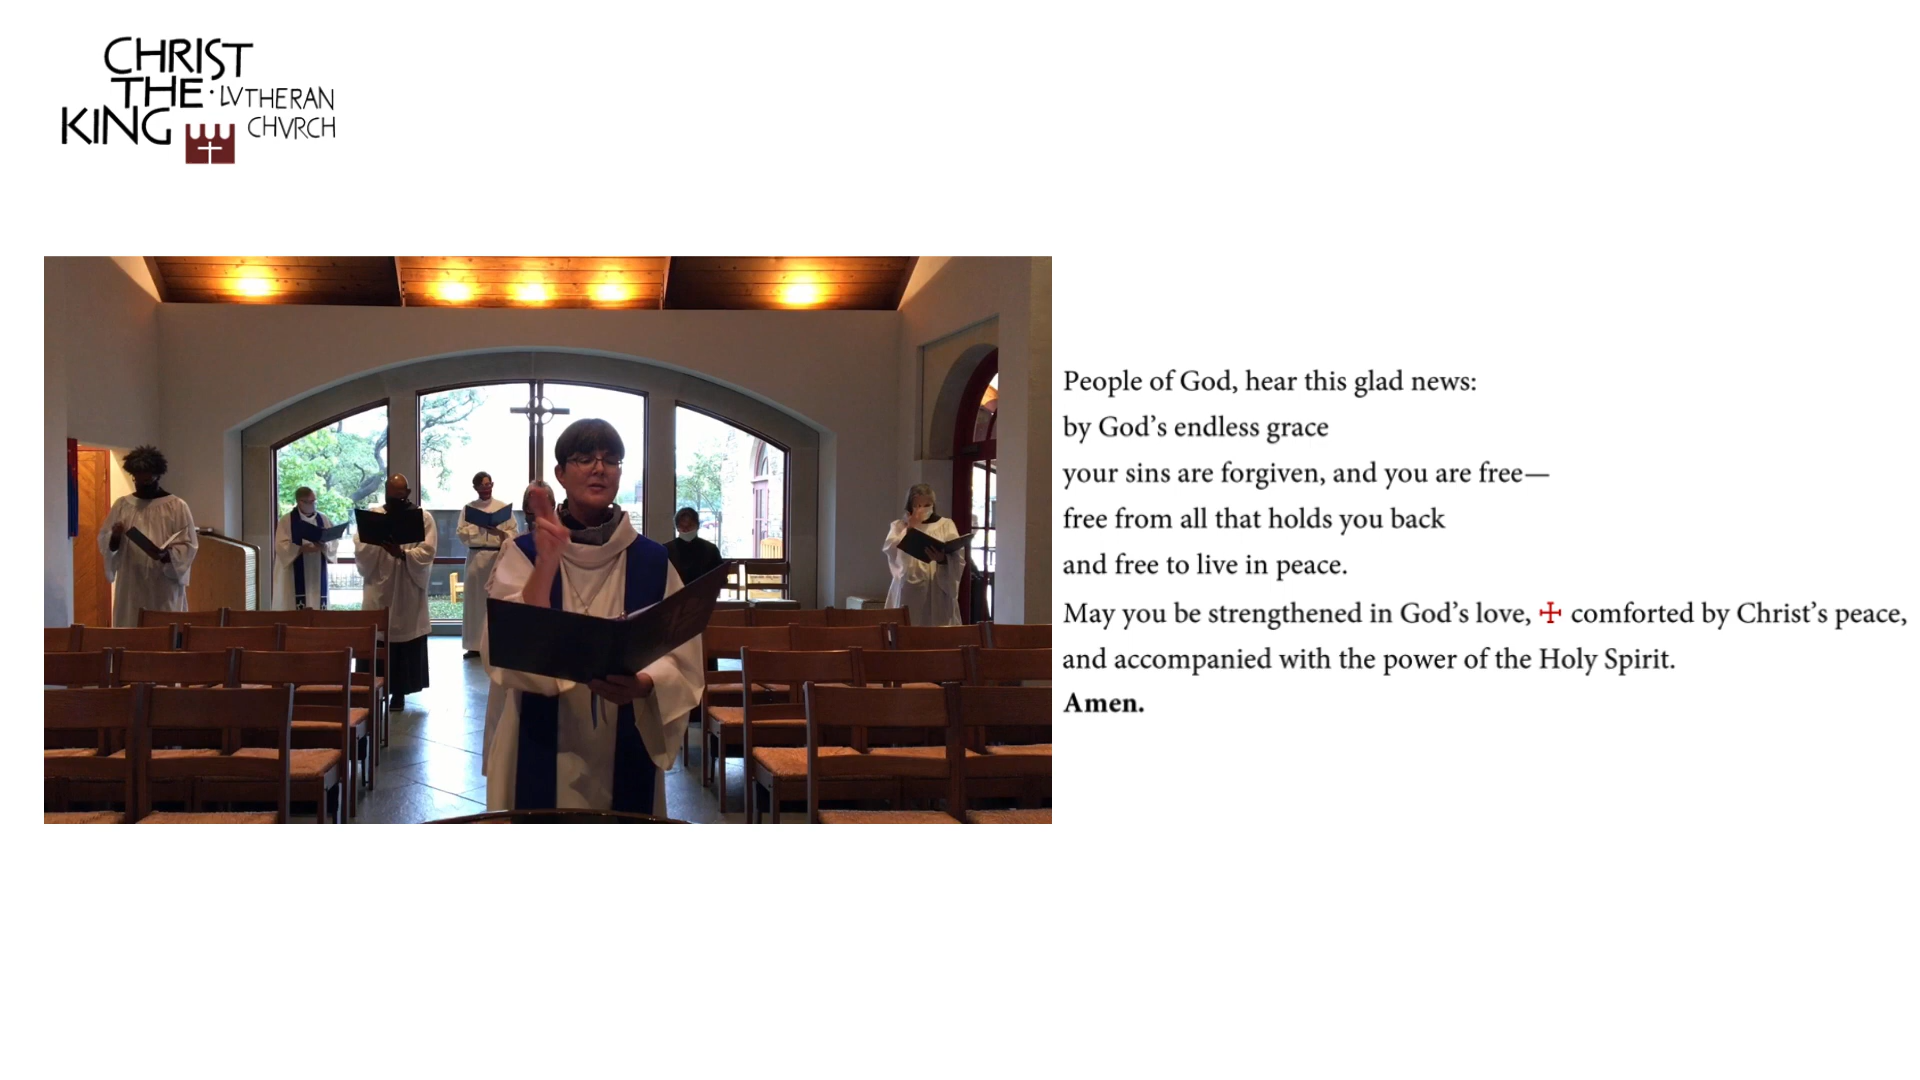 CHRIST
THE · LVTHERAN
KING CHVRCH
People of God, hear this glad news:
by God’s endless grace
your sins are forgiven, and you are free—
free from all that holds you back
and free to live in peace.
May you be strengthened in God’s love, ☩ comforted by Christ’s peace,
and accompanied with the power of the Holy Spirit.
Amen.